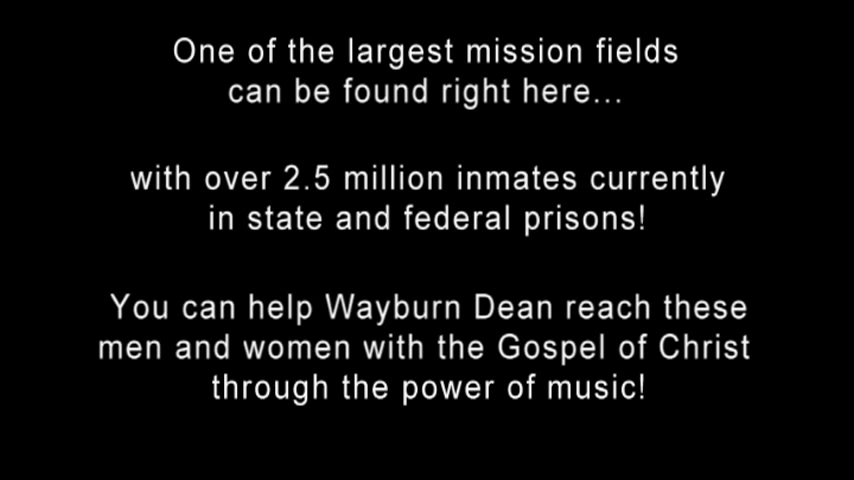 One of the largest mission fields
can be found right here...
with over 2.5 million inmates currently
in state and federal prisons!
You can help Wayburn Dean reach these
men and women with the Gospel of Christ
through the power of music!